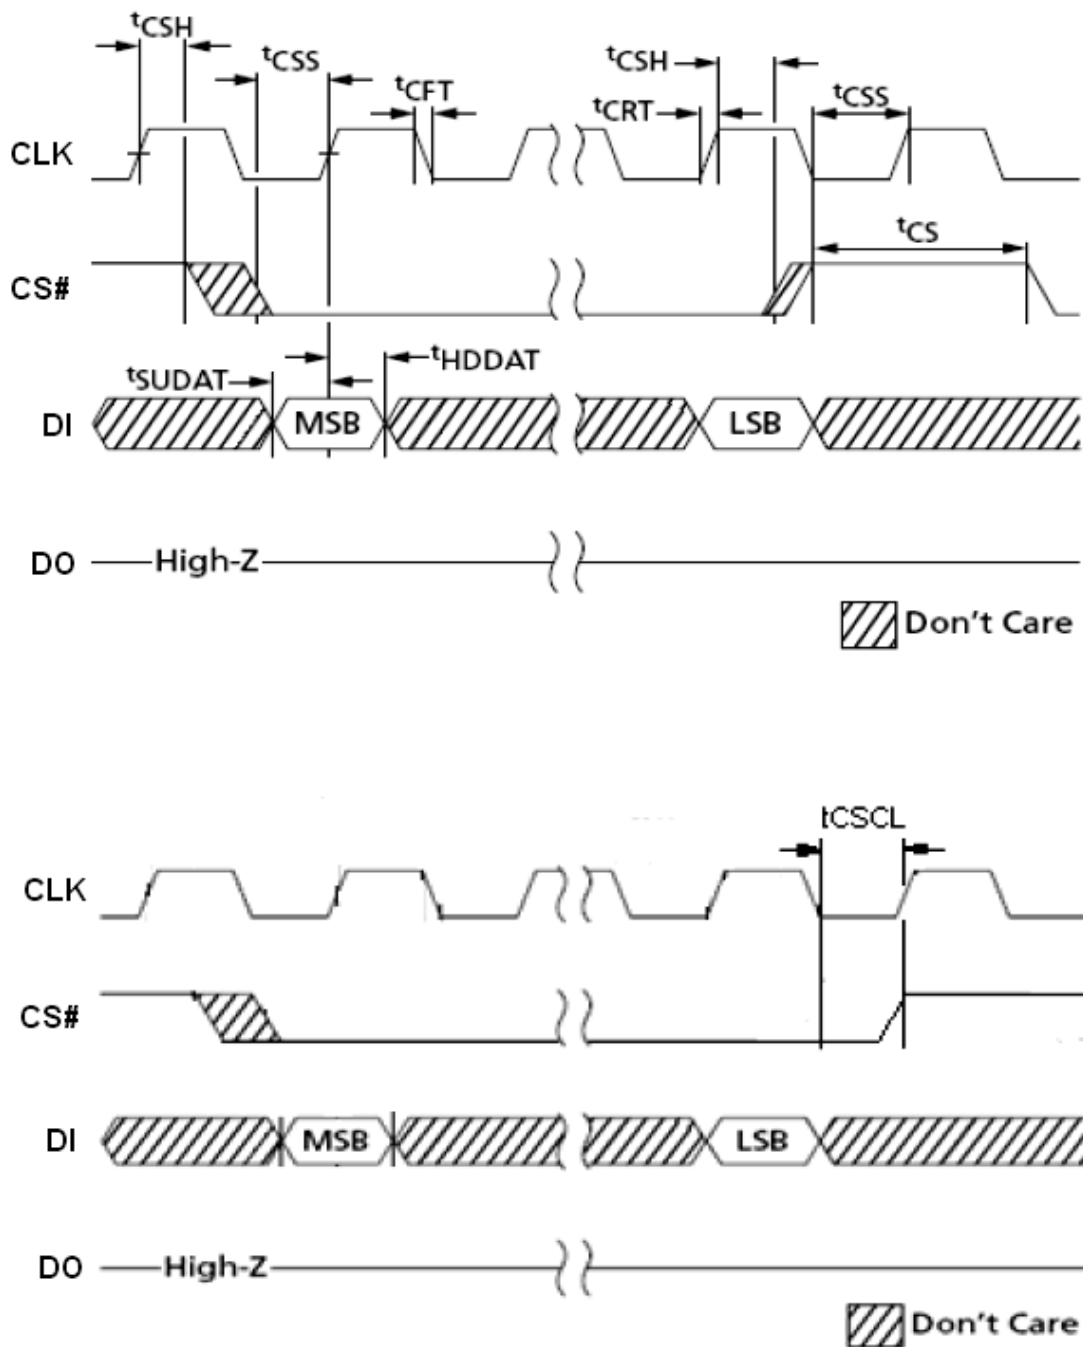 tCSH
tCSS
tCFT
tCSH
tCRT
tCSS
CLK
tCS
CS#
tSUDAT
tHDDAT
DI
MSB
LSB
DO
High-Z
Don't Care
tCSCL
CLK
CS#
DI
MSB
LSB
DO
High-Z
Don't Care